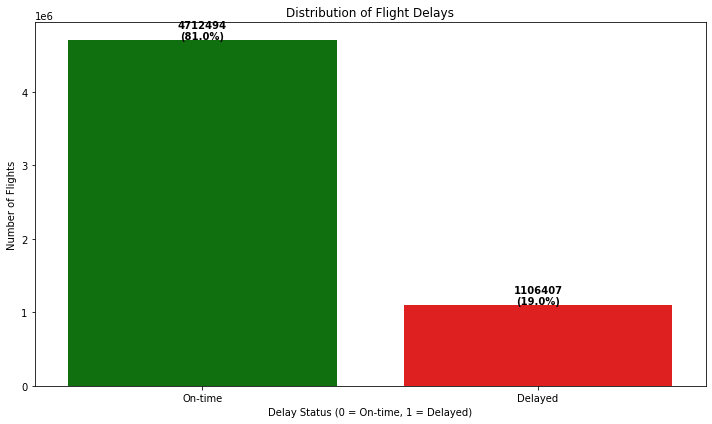 Distribution of Flight Delays
1e6
4712494
(81.0%)
4
3
2
1
0
Number of Flights
1106407
(19.0%)
On-time
Delayed
Delay Status (0 = On-time, 1 = Delayed)